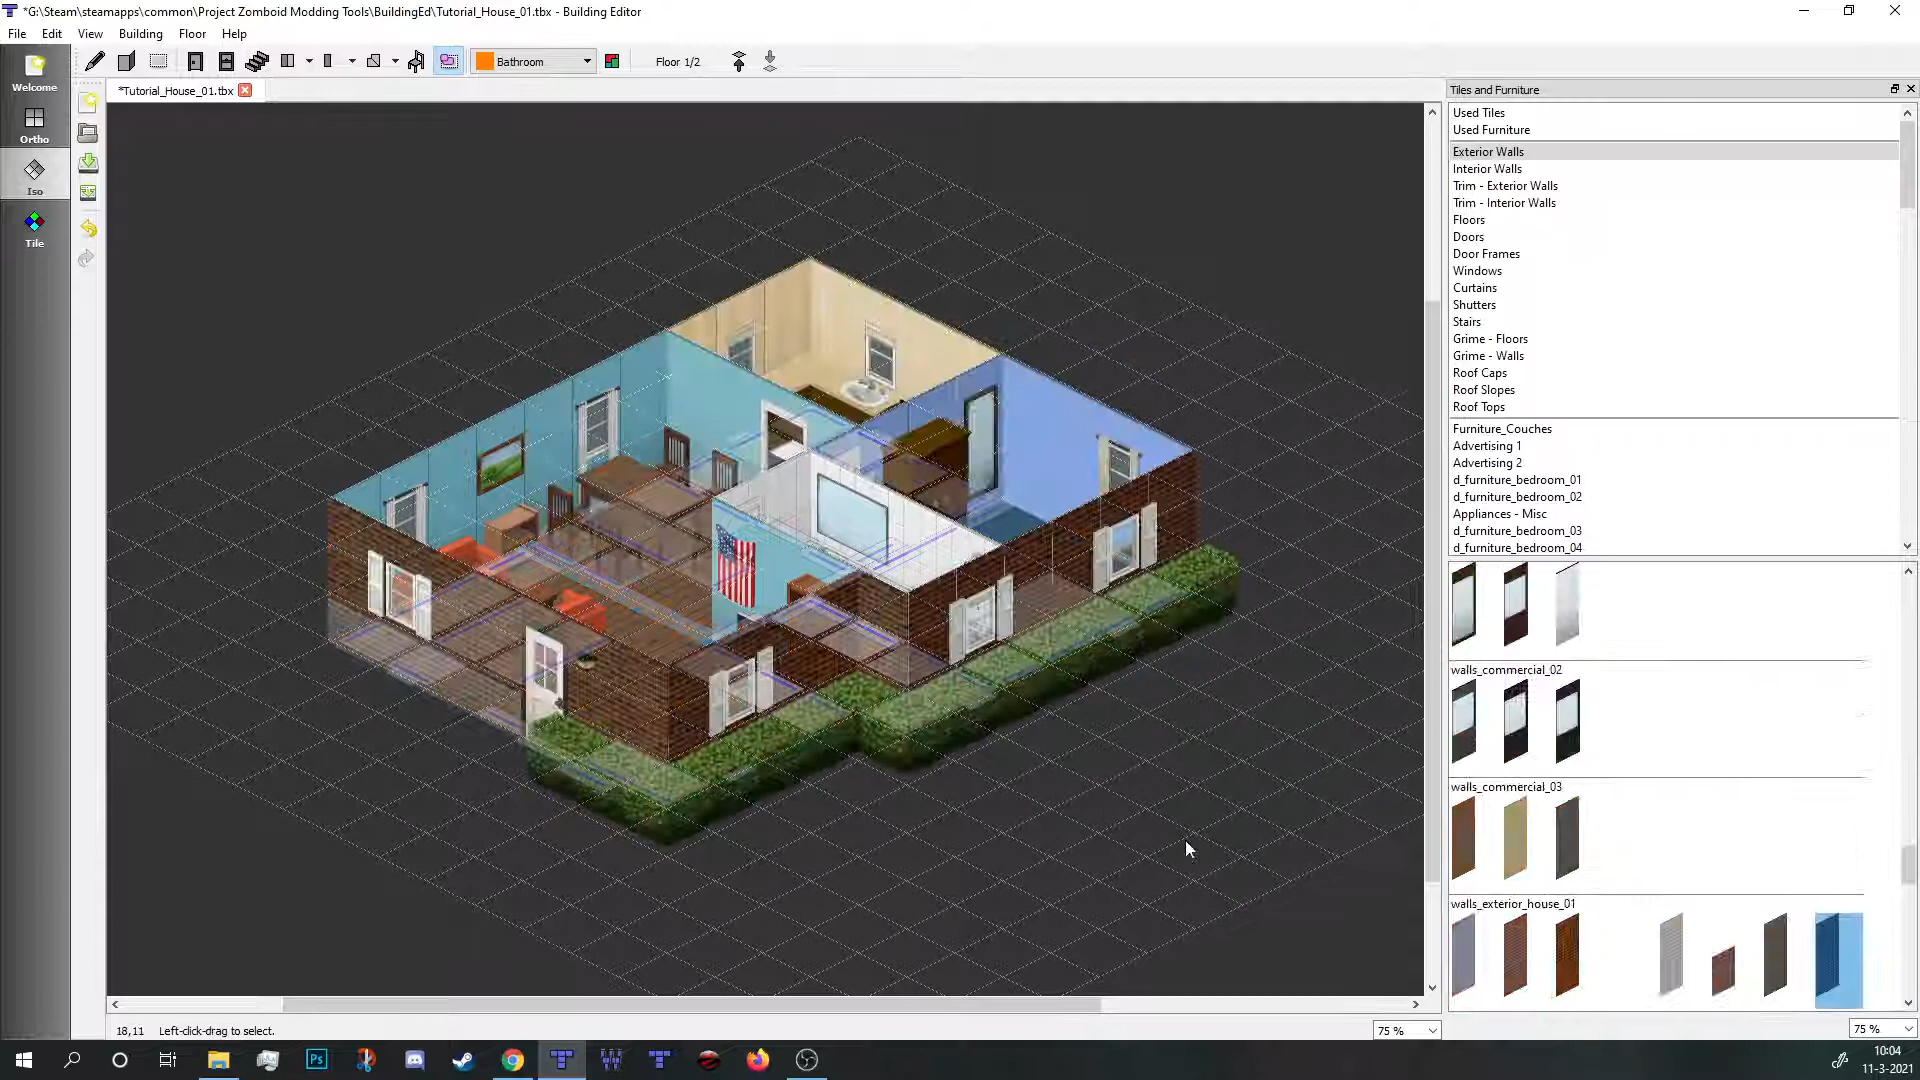 *G:\Steam\steamapps\common\Project Zomboid Modding Tools\BuildingEd\Tutorial_House_01.tbx - Building Editor
File Edit View Building Floor Help
Bathroom
Floor 1/2
Welcome
Ortho
Iso
Tile
*Tutorial_House_01.tbx
Tiles and Furniture
Used Tiles
Used Furniture
Exterior Walls
Interior Walls
Trim - Exterior Walls
Trim - Interior Walls
Floors
Doors
Door Frames
Windows
Curtains
Shutters
Stairs
Grime - Floors
Grime - Walls
Roof Caps
Roof Slopes
Roof Tops
Furniture_Couches
Advertising 1
Advertising 2
d_furniture_bedroom_01
d_furniture_bedroom_02
Appliances - Misc
d_furniture_bedroom_03
d_furniture_bedroom_04
walls_commercial_02
walls_commercial_03
walls_exterior_house_01
18,11 Left-click-drag to select.
75 %
75 %
Ps
10:04
11-3-2021